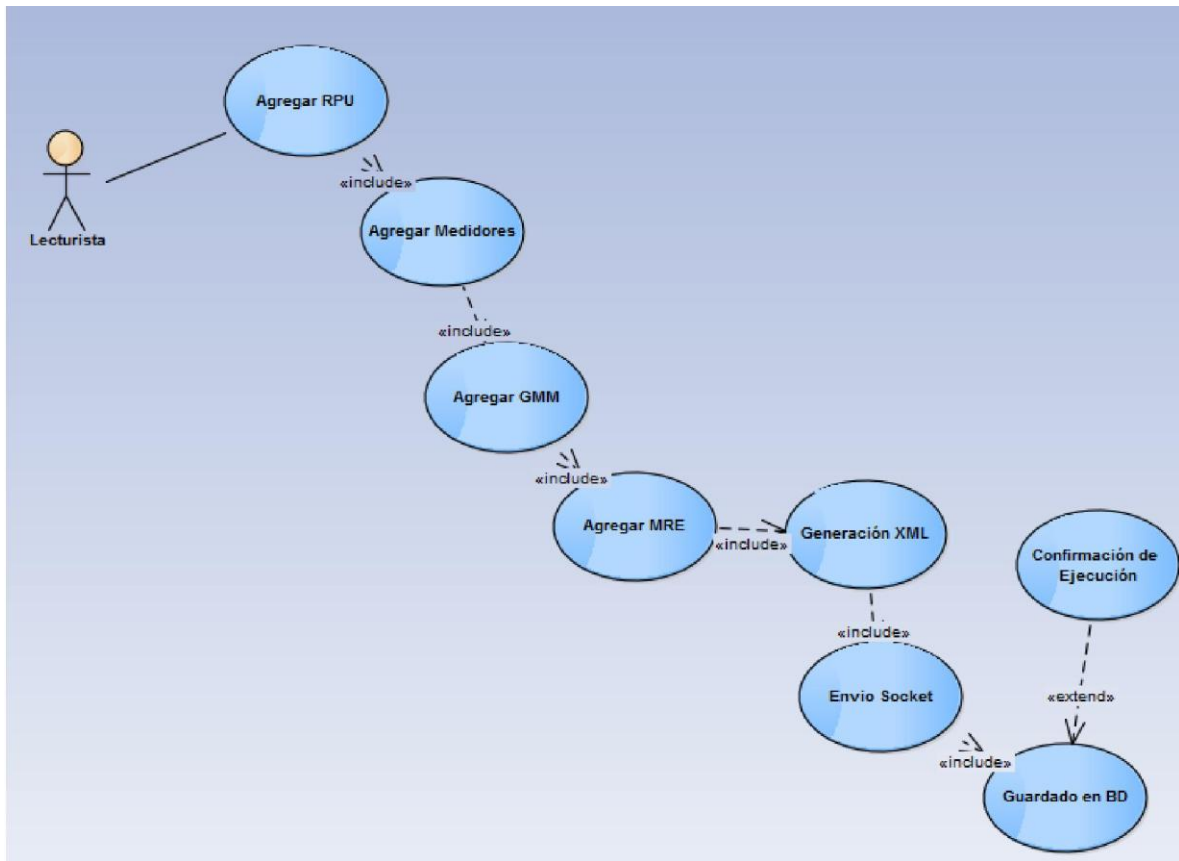 Agregar RPU
Lecturista
«include»
Agregar Medidores
«include»
Agregar GMM
«include»
Agregar MRE
«include»
Generación XML
Confirmación de
Ejecución
«include»
Envio Socket
«extend»
«include»
Guardado en BD